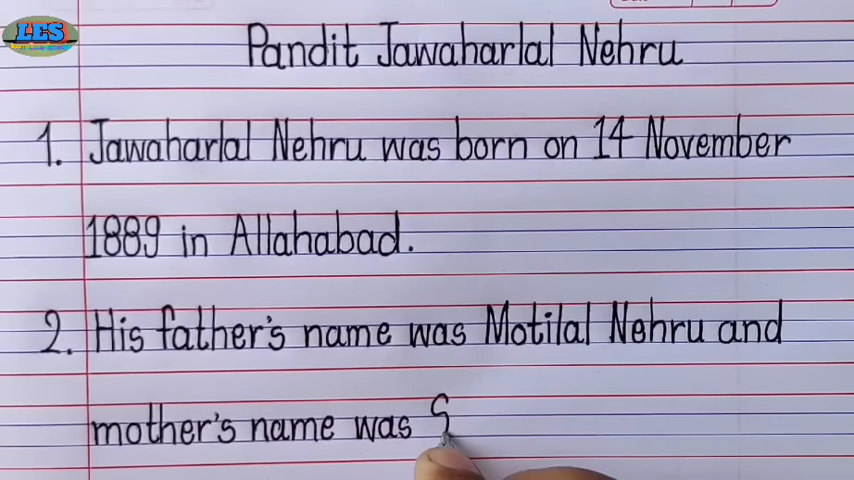 LES
Pandit Jawaharlal Nehru
1. Jawaharlal Nehru was born on 14 November
1889 in Allahabad.
2. His father's name was Motilal Nehru and
mother's name was S